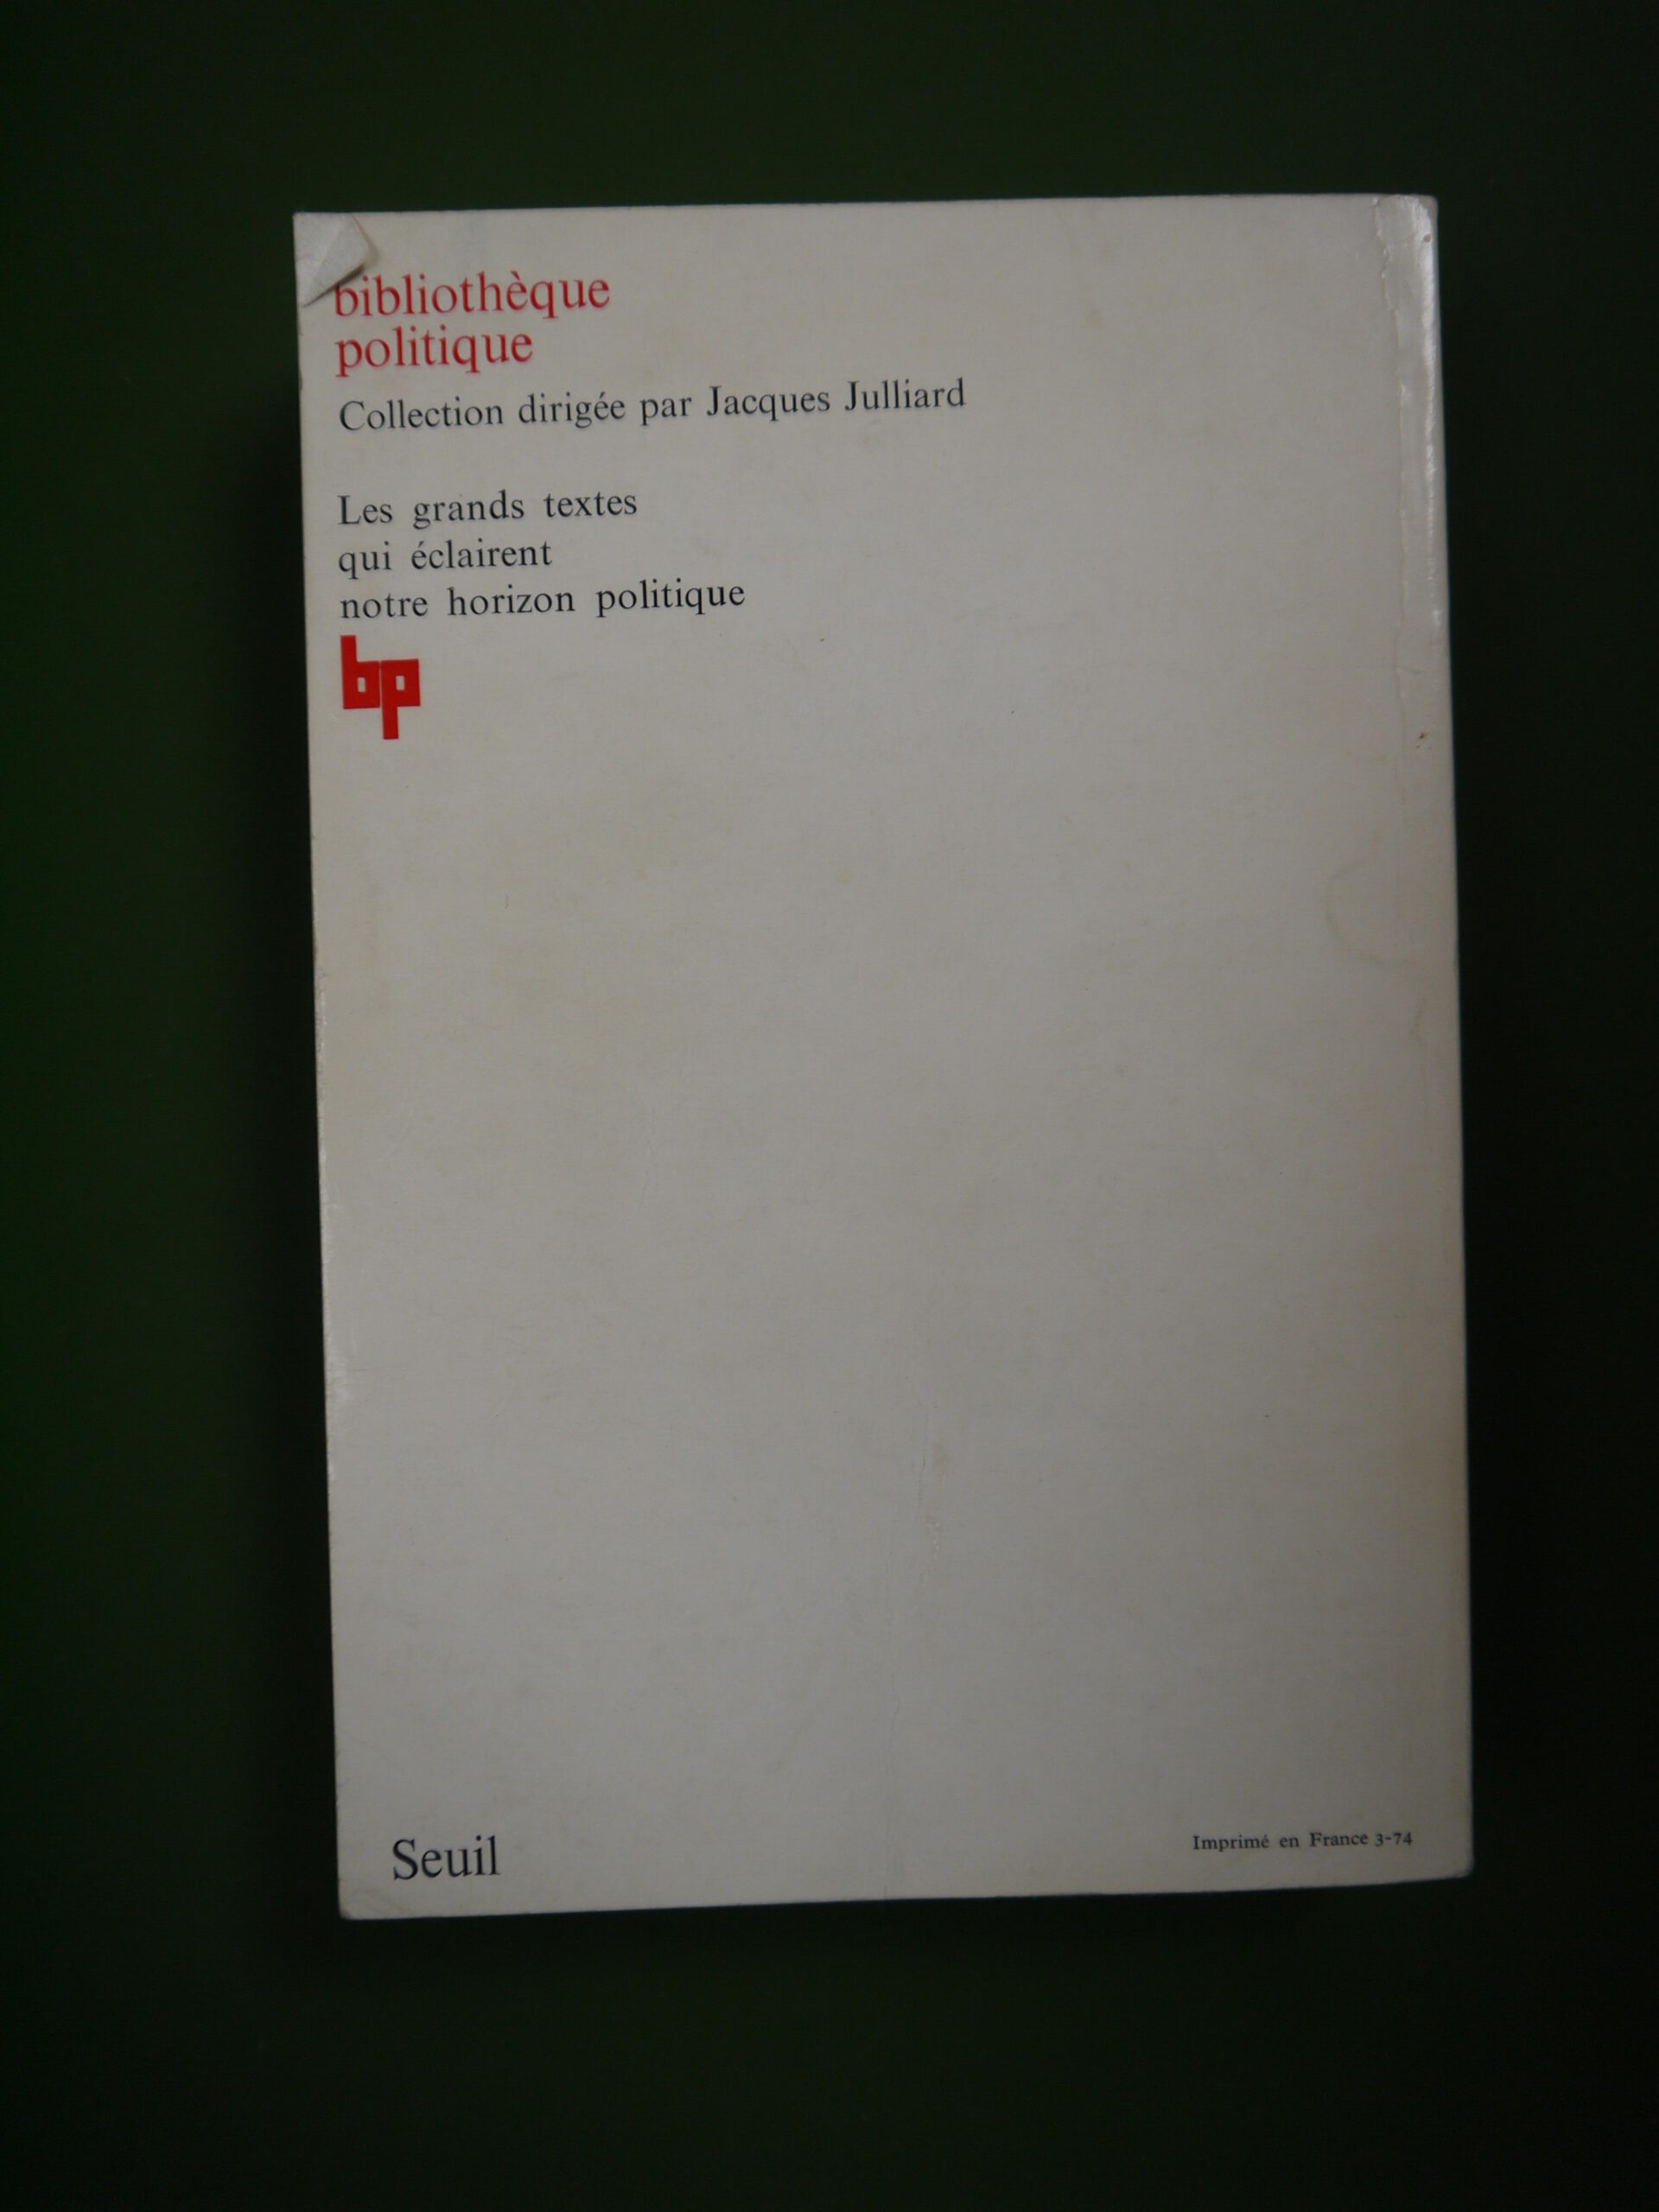 bibliothèque
politique
Collection dirigée par Jacques Julliard
Les grands textes
qui éclairent
notre horizon politique
bp
Seuil
Imprimé en France 3-74